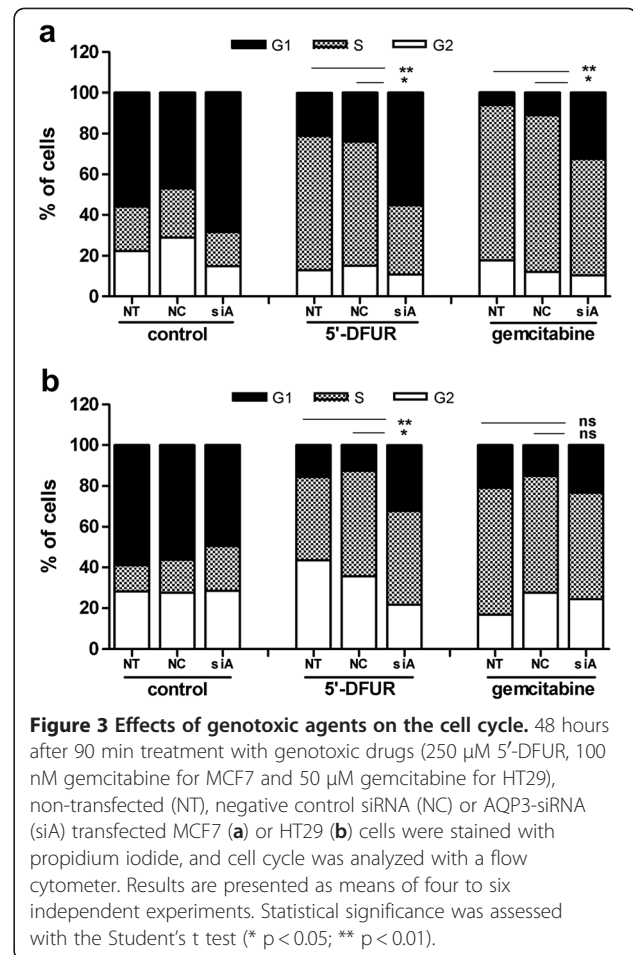 a
G1 S G2
120
100
80
60
40
20
0
% of cells
** 
*
**
*
NT NC siA NT NC siA NT NC siA
control 5'-DFUR gemcitabine
b
G1 S G2
120
100
80
60
40
20
0
% of cells
**
*
ns
ns
NT NC siA NT NC siA NT NC siA
control 5'-DFUR gemcitabine
Figure 3 Effects of genotoxic agents on the cell cycle. 48 hours
after 90 min treatment with genotoxic drugs (250 μM 5′-DFUR, 100
nM gemcitabine for MCF7 and 50 μM gemcitabine for HT29),
non-transfected (NT), negative control siRNA (NC) or AQP3-siRNA
(siA) transfected MCF7 (a) or HT29 (b) cells were stained with
propidium iodide, and cell cycle was analyzed with a flow
cytometer. Results are presented as means of four to six
independent experiments. Statistical significance was assessed
with the Student's t test (* p < 0.05; ** p < 0.01).